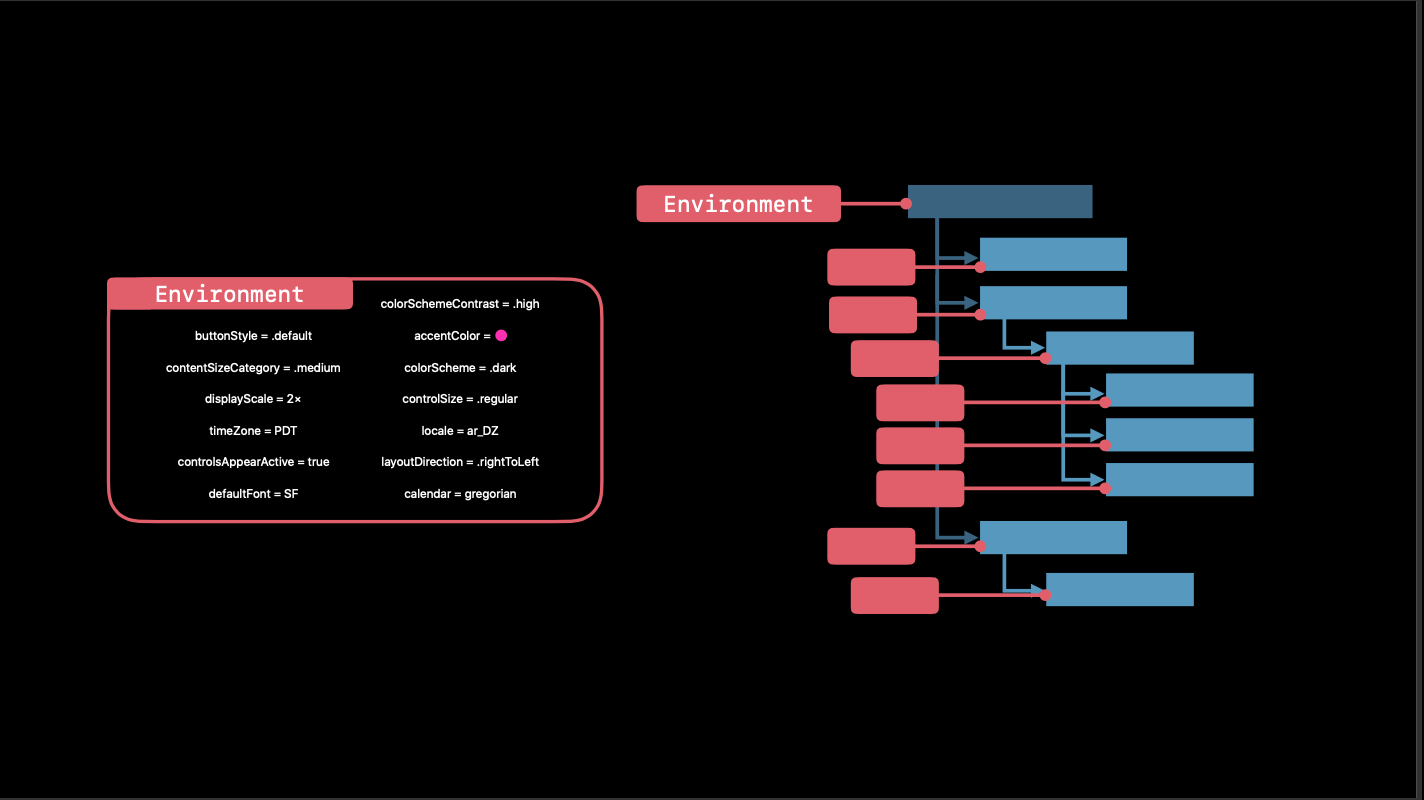 Environment
Environment
colorSchemeContrast = .high
buttonStyle = .default
accentColor =
contentSizeCategory = .medium
colorScheme = .dark
displayScale = 2×
controlSize = .regular
timeZone = PDT
locale = ar_DZ
controlsAppearActive = true
layoutDirection = .rightToLeft
defaultFont = SF
calendar = gregorian